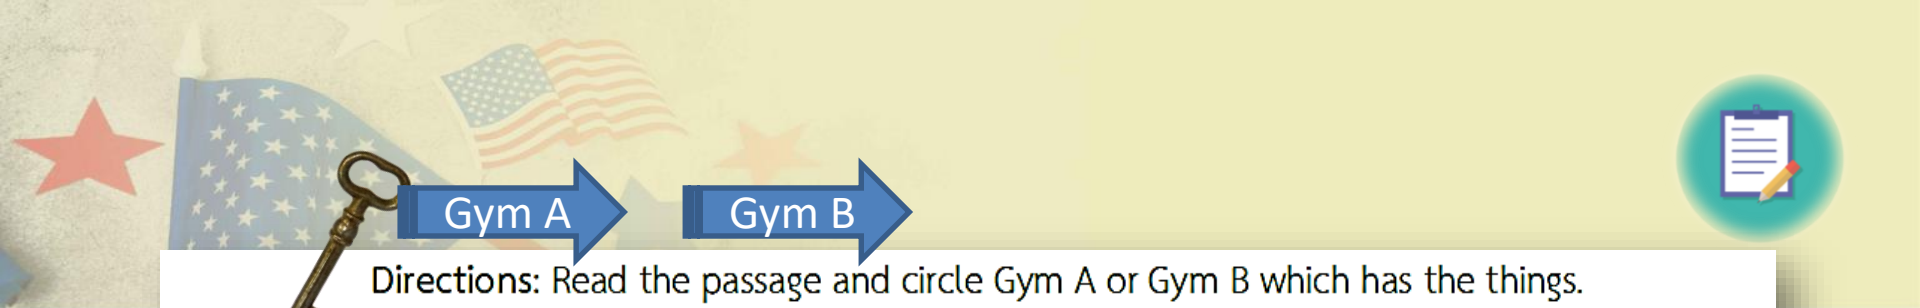 Gym A
Gym B
Directions: Read the passage and circle Gym A or Gym B which has the things.